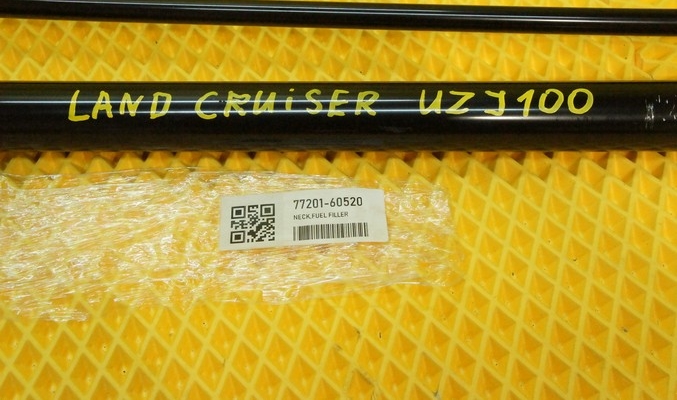 LAND CRUiSER UZJ100
77201-60520
NECK,FUEL FILLER